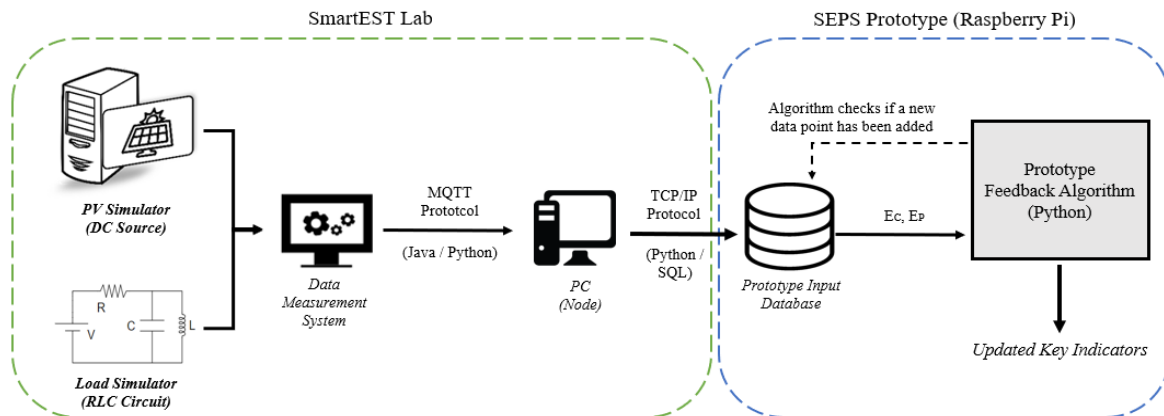 SmartEST Lab
SEPS Prototype (Raspberry Pi)
PV Simulator
(DC Source)
R
V
C
L
Load Simulator
(RLC Circuit)
Data
Measurement
System
MQTT
Prototcol
(Java / Python)
PC
(Node)
TCP/IP
Protocol
(Python /
SQL)
Algorithm checks if a new
data point has been added
Prototype Input
Database
Ec, EP
Prototype
Feedback Algorithm
(Python)
Updated Key Indicators